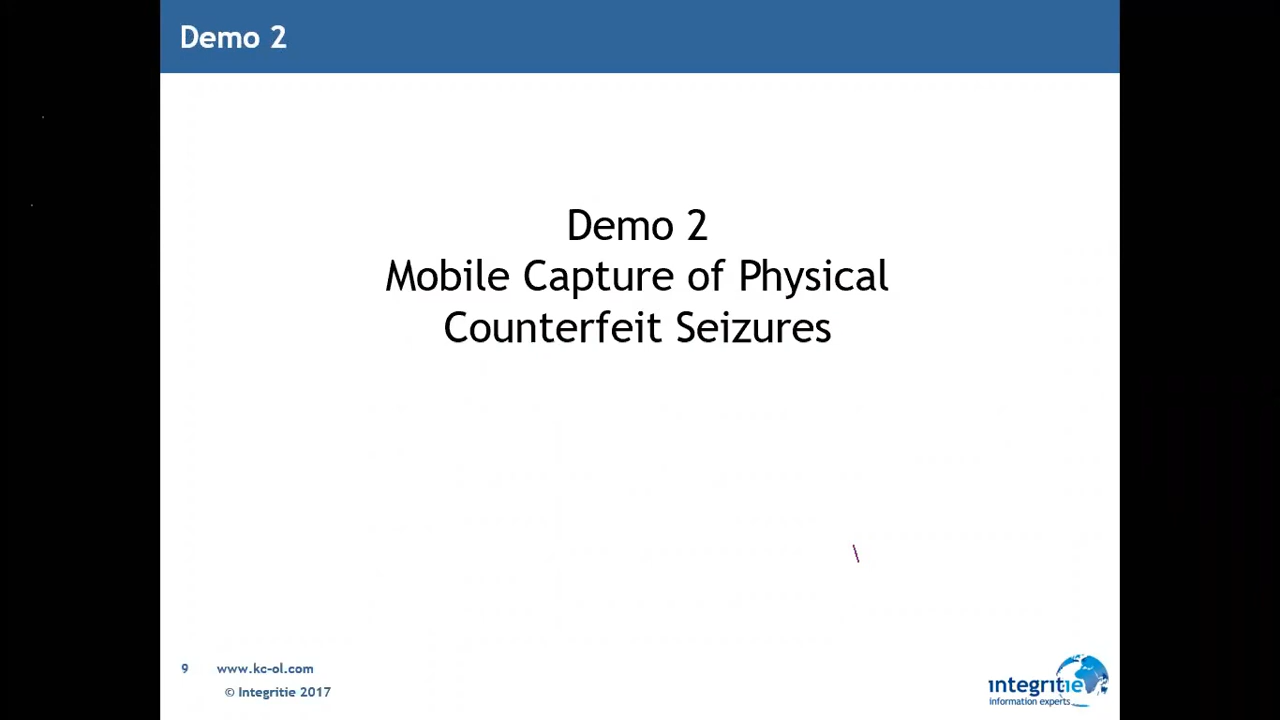 Demo 2
Demo 2
Mobile Capture of Physical
Counterfeit Seizures
9 www.kc-ol.com
© Integritie 2017
integritie
information experts